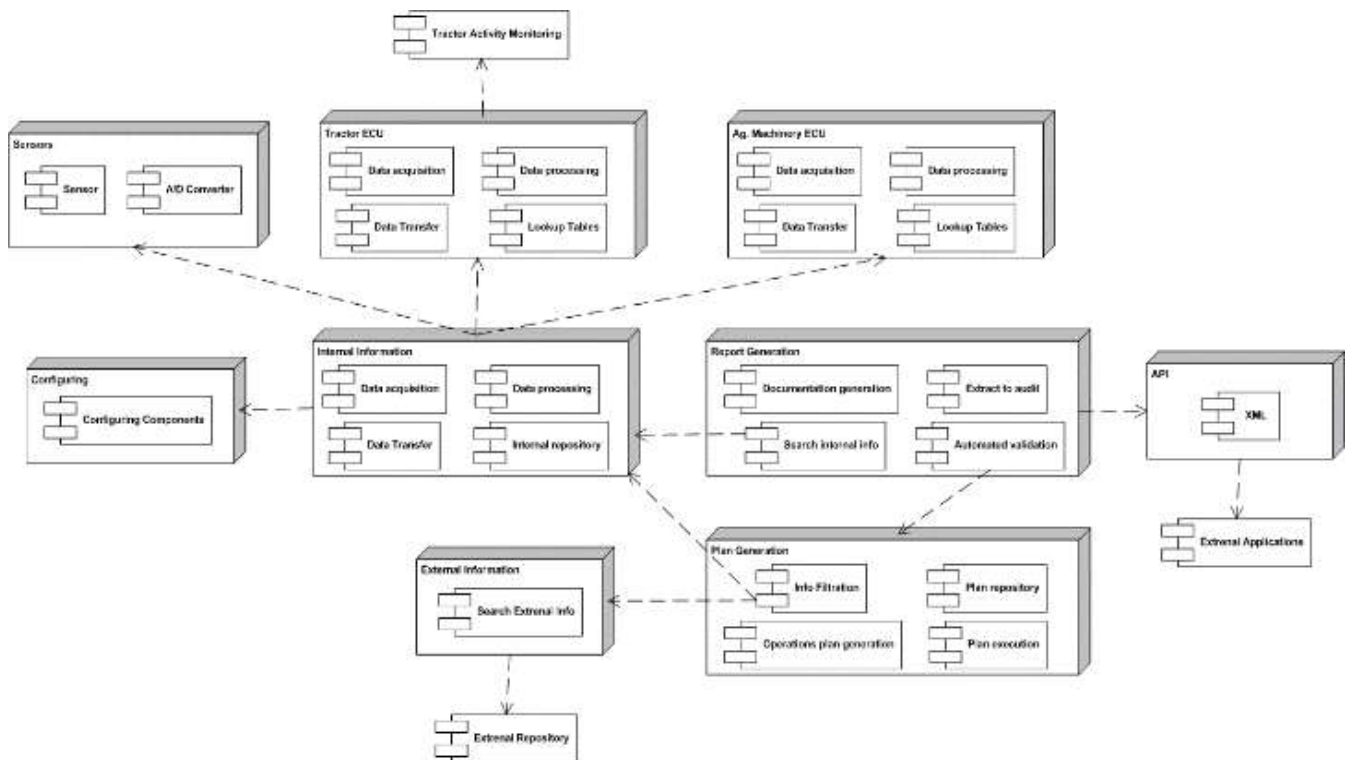 Tractor Activity Monitoring
Sensors
Sensor
A/D Converter
Tractor ECU
Data acquisition
Data processing
Data Transfer
Lookup Tables
Ag. Machinery ECU
Data acquisition
Data processing
Data Transfer
Lookup Tables
Configuring
Configuring Components
Internal Information
Data acquisition
Data processing
Data Transfer
Internal repository
Report Generation
Documentation generation
Extract to audit
Search internal info
Automated validation
API
XML
Extrenal Applications
External Information
Search Extrenal Info
Plan Generation
Info Filtration
Plan repository
Operations plan generation
Plan execution
Extrenal Repository